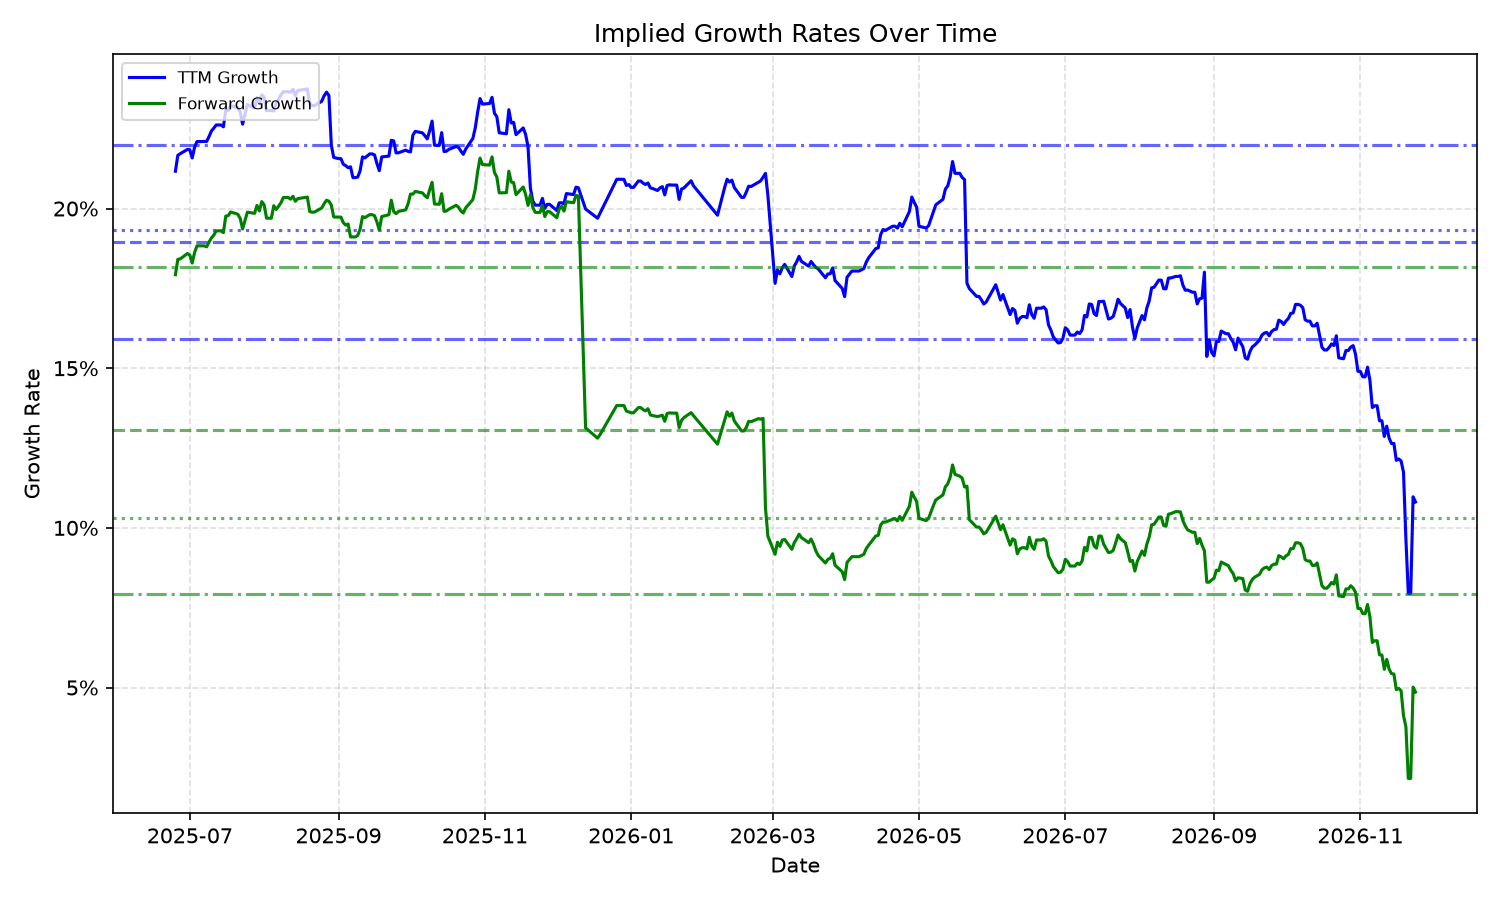 Implied Growth Rates Over Time
TTM Growth
Forward Growth
Growth Rate
20%
15%
10%
5%
2025-07
2025-09
2025-11
2026-01
2026-03
2026-05
2026-07
2026-09
2026-11
Date